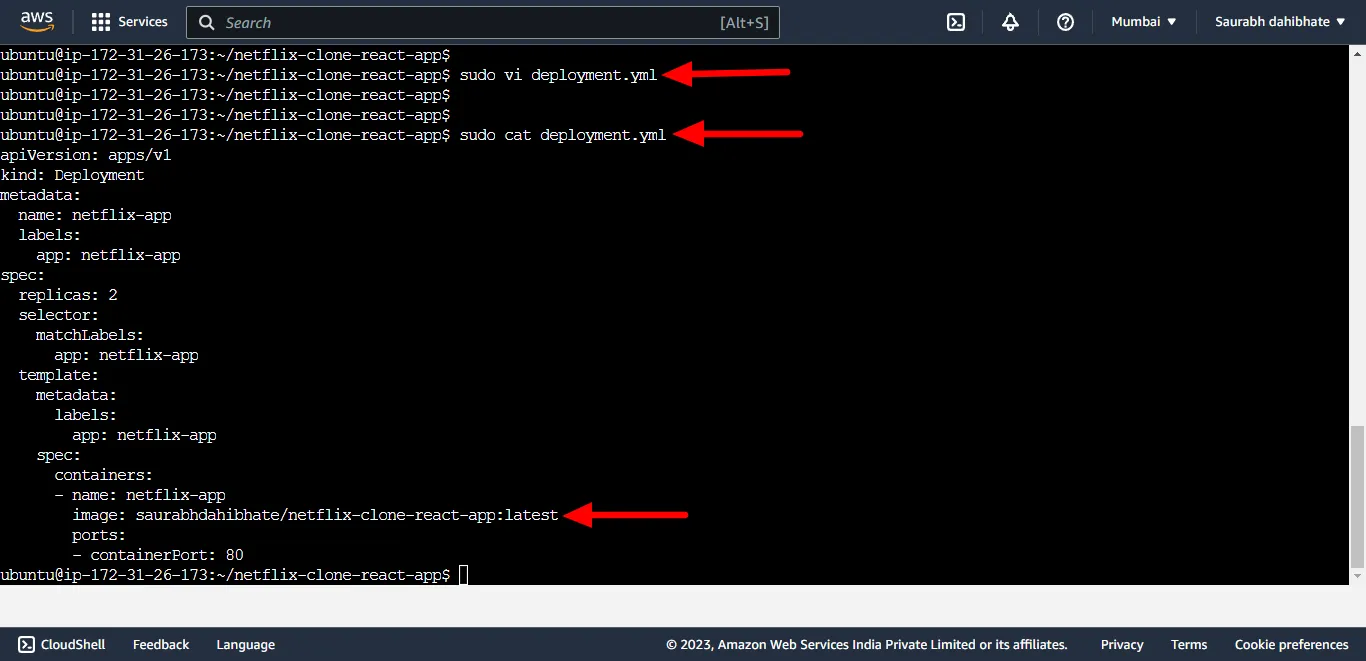 aws Services Search [Alt+S] Mumbai Saurabh dahibhate
ubuntu@ip-172-31-26-173:~/netflix-clone-react-app$
ubuntu@ip-172-31-26-173:~/netflix-clone-react-app$ sudo vi deployment.yml
ubuntu@ip-172-31-26-173:~/netflix-clone-react-app$
ubuntu@ip-172-31-26-173:~/netflix-clone-react-app$
ubuntu@ip-172-31-26-173:~/netflix-clone-react-app$ sudo cat deployment.yml
apiVersion: apps/v1
kind: Deployment
metadata:
  name: netflix-app
  labels:
    app: netflix-app
spec:
  replicas: 2
  selector:
    matchLabels:
      app: netflix-app
  template:
    metadata:
      labels:
        app: netflix-app
    spec:
      containers:
      - name: netflix-app
        image: saurabhdahibhate/netflix-clone-react-app:latest
        ports:
        - containerPort: 80
ubuntu@ip-172-31-26-173:~/netflix-clone-react-app$
CloudShell Feedback Language © 2023, Amazon Web Services India Private Limited or its affiliates. Privacy Terms Cookie preferences